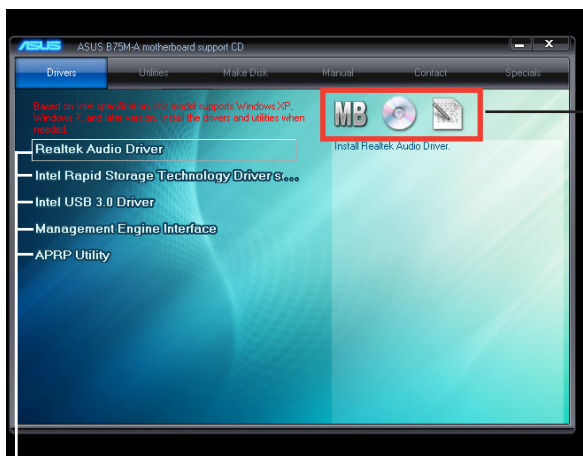 ASUS ASUS B75M-A motherboard support CD
Drivers Utilities Make Disk Manual Contact Specials
Based on Intel specification, this model supports Windows XP,
Windows 7, and later version. Install the drivers and utilities when
needed.
MB
Install Realtek Audio Driver.
Realtek Audio Driver
Intel Rapid Storage Technology Driver s...
Intel USB 3.0 Driver
Management Engine Interface
APRP Utility